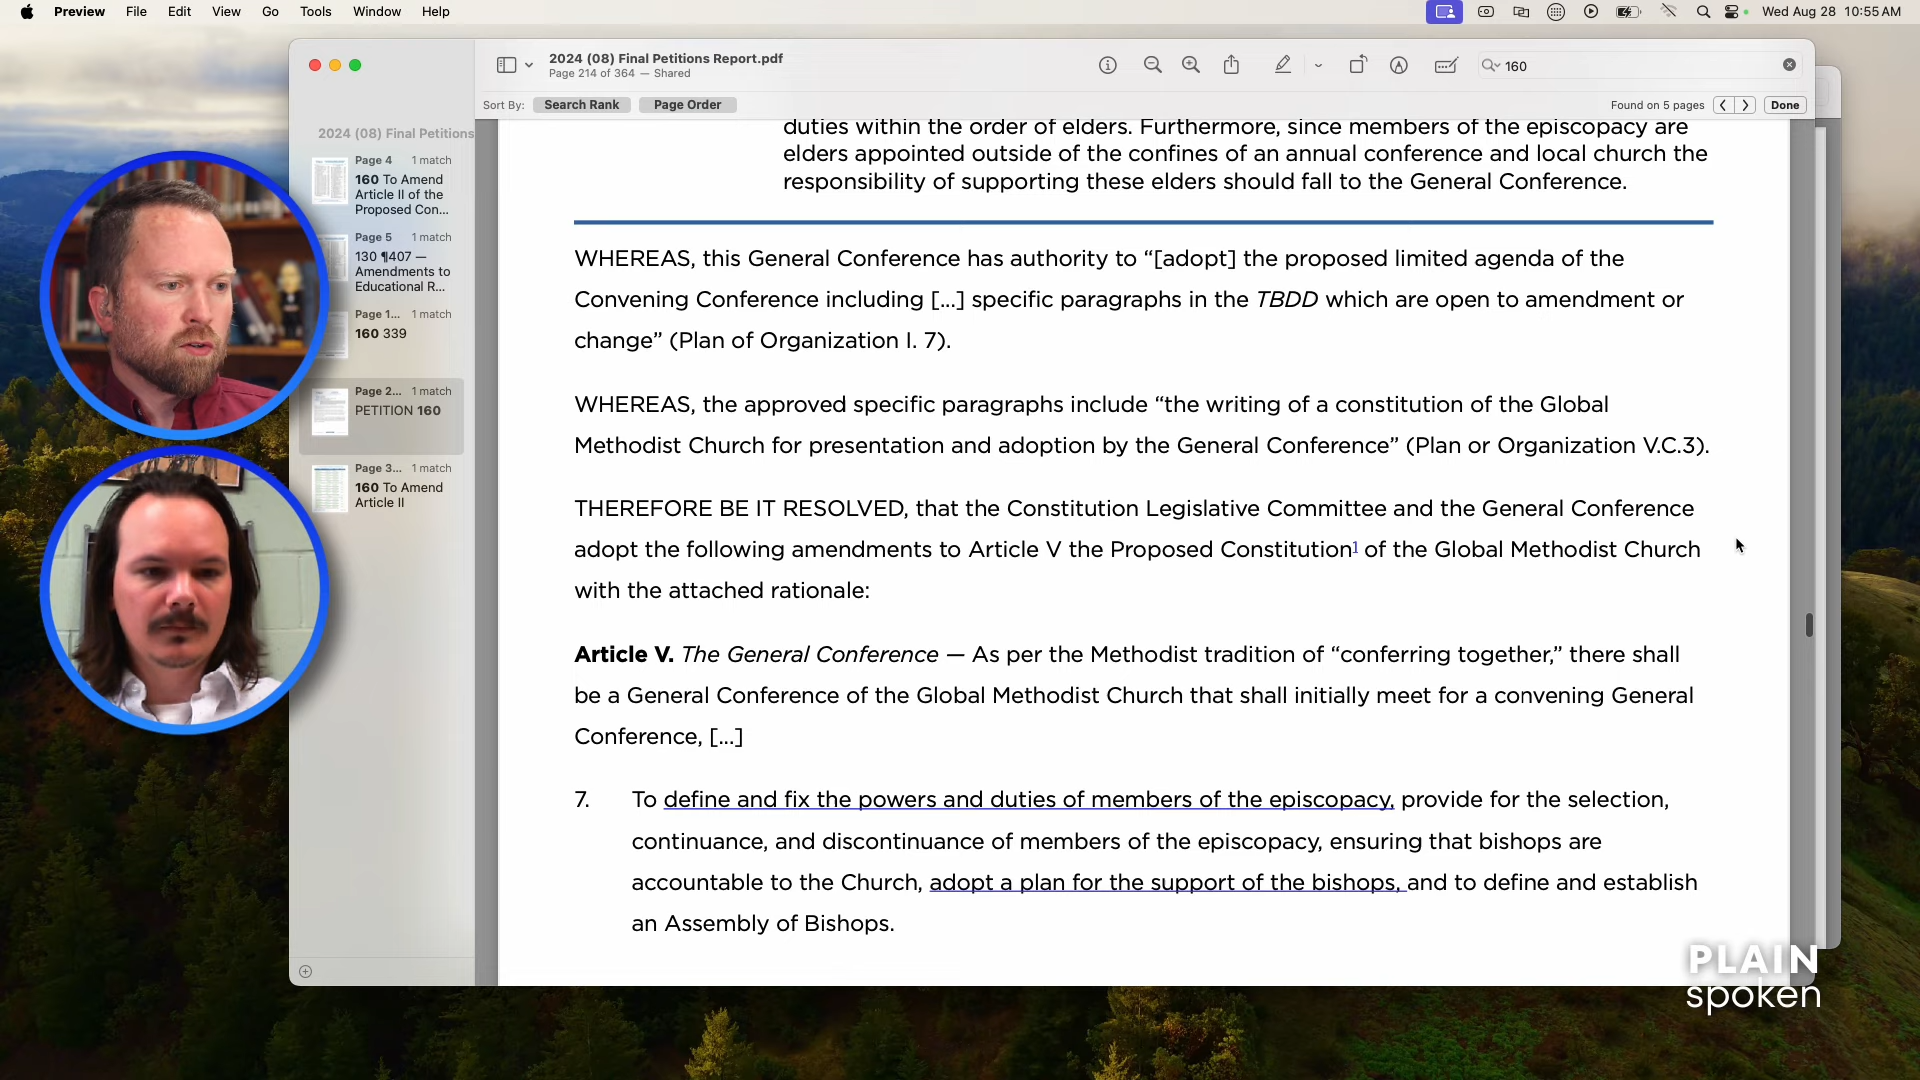 Preview File Edit View Go Tools Window Help
Wed Aug 28 10:55 AM
2024 (08) Final Petitions Report.pdf
Page 214 of 364 — Shared
160
Sort By: Search Rank Page Order
Found on 5 pages
Done
2024 (08) Final Petitions
Page 4 1 match
160 To Amend
Article II of the
Proposed Con...
Page 5 1 match
130 ¶407 —
Amendments to
Educational R...
Page 1... 1 match
160 339
Page 2... 1 match
PETITION 160
Page 3... 1 match
160 To Amend
Article II
duties within the order of elders. Furthermore, since members of the episcopacy are
elders appointed outside of the confines of an annual conference and local church the
responsibility of supporting these elders should fall to the General Conference.
WHEREAS, this General Conference has authority to “[adopt] the proposed limited agenda of the
Convening Conference including [...] specific paragraphs in the TBDD which are open to amendment or
change” (Plan of Organization I. 7).
WHEREAS, the approved specific paragraphs include “the writing of a constitution of the Global
Methodist Church for presentation and adoption by the General Conference” (Plan or Organization V.C.3).
THEREFORE BE IT RESOLVED, that the Constitution Legislative Committee and the General Conference
adopt the following amendments to Article V the Proposed Constitution1 of the Global Methodist Church
with the attached rationale:
Article V. The General Conference — As per the Methodist tradition of “conferring together,” there shall
be a General Conference of the Global Methodist Church that shall initially meet for a convening General
Conference, [...]
7. To define and fix the powers and duties of members of the episcopacy, provide for the selection,
continuance, and discontinuance of members of the episcopacy, ensuring that bishops are
accountable to the Church, adopt a plan for the support of the bishops, and to define and establish
an Assembly of Bishops.
PLAIN
spoken